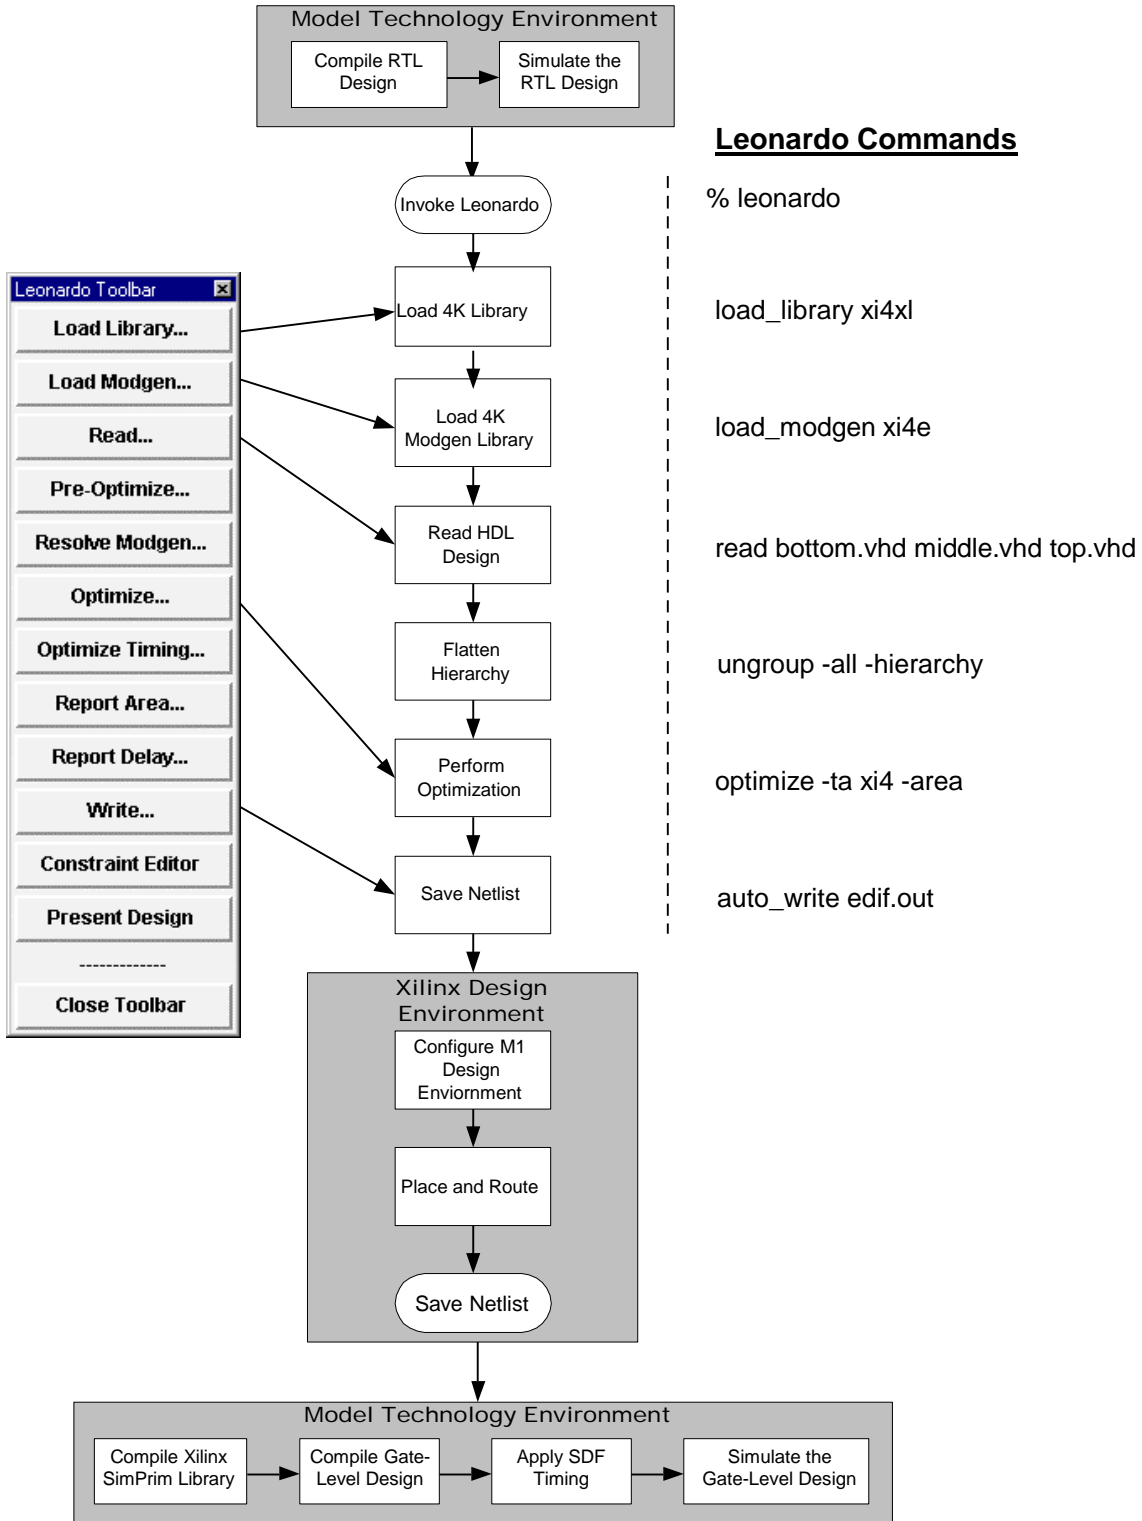 Model Technology Environment
Compile RTL
Design
Simulate the
RTL Design
Leonardo Commands
Invoke Leonardo
% leonardo
Leonardo Toolbar
Load Library...
Load Modgen...
Read...
Pre-Optimize...
Resolve Modgen...
Optimize...
Optimize Timing...
Report Area...
Report Delay...
Write...
Constraint Editor
Present Design
-------------
Close Toolbar
Load 4K Library
load_library xi4xl
Load 4K
Modgen Library
load_modgen xi4e
Read HDL
Design
read bottom.vhd middle.vhd top.vhd
Flatten
Hierarchy
ungroup -all -hierarchy
Perform
Optimization
optimize -ta xi4 -area
Save Netlist
auto_write edif.out
Xilinx Design
Environment
Configure M1
Design
Enviornment
Place and Route
Save Netlist
Model Technology Environment
Compile Xilinx
SimPrim Library
Compile Gate-
Level Design
Apply SDF
Timing
Simulate the
Gate-Level Design